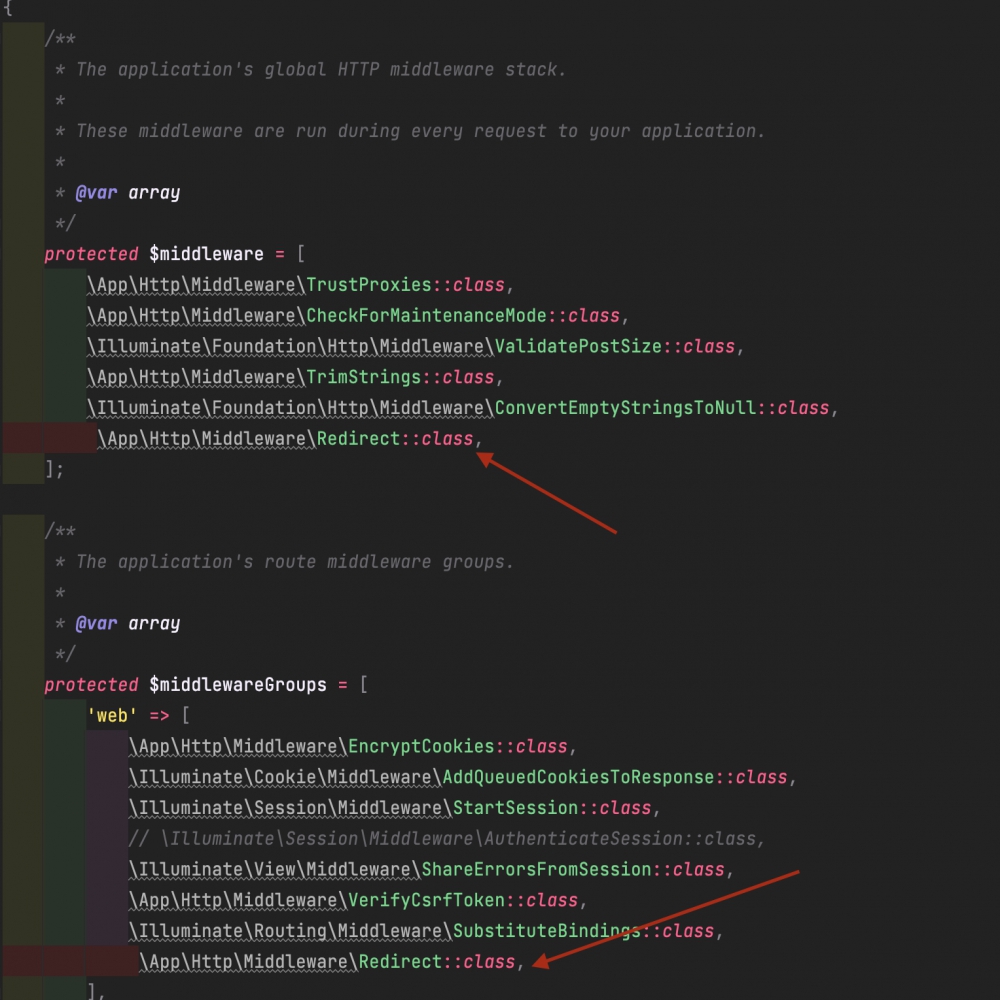 {
/**
* The application's global HTTP middleware stack.
*
* These middleware are run during every request to your application.
*
* @var array
*/
protected $middleware = [
\App\Http\Middleware\TrustProxies::class,
\App\Http\Middleware\CheckForMaintenanceMode::class,
\Illuminate\Foundation\Http\Middleware\ValidatePostSize::class,
\App\Http\Middleware\TrimStrings::class,
\Illuminate\Foundation\Http\Middleware\ConvertEmptyStringsToNull::class,
\App\Http\Middleware\Redirect::class,
];
/**
* The application's route middleware groups.
*
* @var array
*/
protected $middlewareGroups = [
'web' => [
\App\Http\Middleware\EncryptCookies::class,
\Illuminate\Cookie\Middleware\AddQueuedCookiesToResponse::class,
\Illuminate\Session\Middleware\StartSession::class,
// \Illuminate\Session\Middleware\AuthenticateSession::class,
\Illuminate\View\Middleware\ShareErrorsFromSession::class,
\App\Http\Middleware\VerifyCsrfToken::class,
\Illuminate\Routing\Middleware\SubstituteBindings::class,
\App\Http\Middleware\Redirect::class,
],